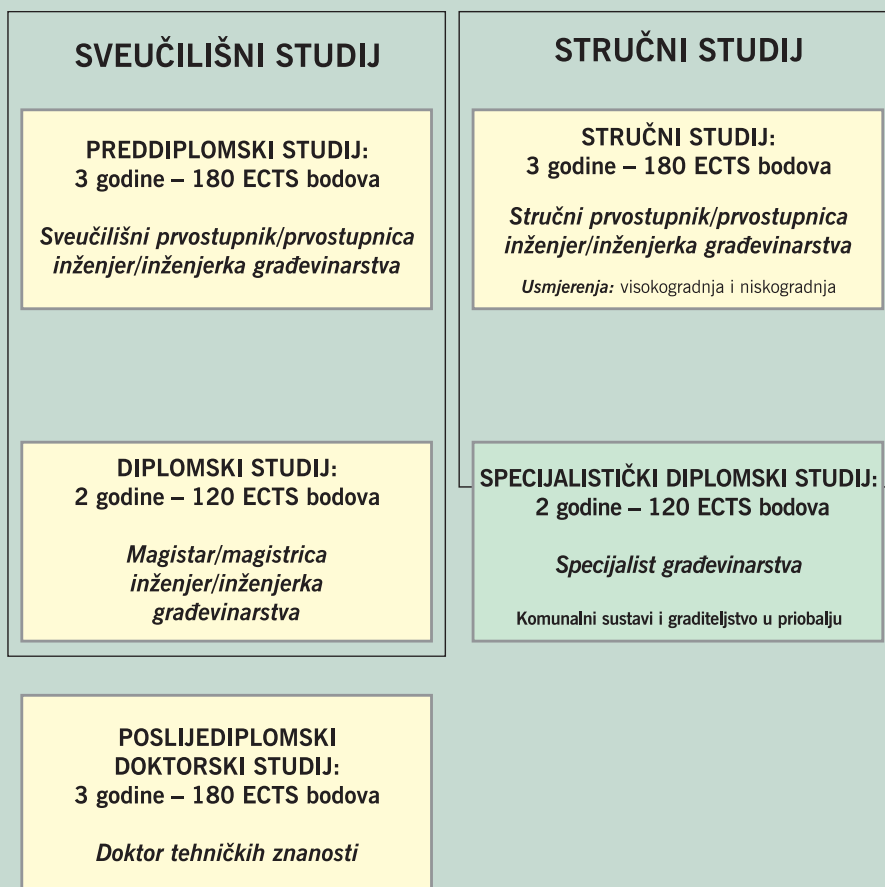 SVEUČILIŠNI STUDIJ
PREDDIPLOMSKI STUDIJ:
3 godine – 180 ECTS bodova
Sveučilišni prvostupnik/prvostupnica
inženjer/inženjerka građevinarstva
DIPLOMSKI STUDIJ:
2 godine – 120 ECTS bodova
Magistar/magistrica
inženjer/inženjerka
građevinarstva
POSLIJEDIPLOMSKI
DOKTORSKI STUDIJ:
3 godine – 180 ECTS bodova
Doktor tehničkih znanosti
STRUČNI STUDIJ
STRUČNI STUDIJ:
3 godine – 180 ECTS bodova
Stručni prvostupnik/prvostupnica
inženjer/inženjerka građevinarstva
Usmjerenja: visokogradnja i niskogradnja
SPECIJALISTIČKI DIPLOMSKI STUDIJ:
2 godine – 120 ECTS bodova
Specijalist građevinarstva
Komunalni sustavi i graditeljstvo u priobalju